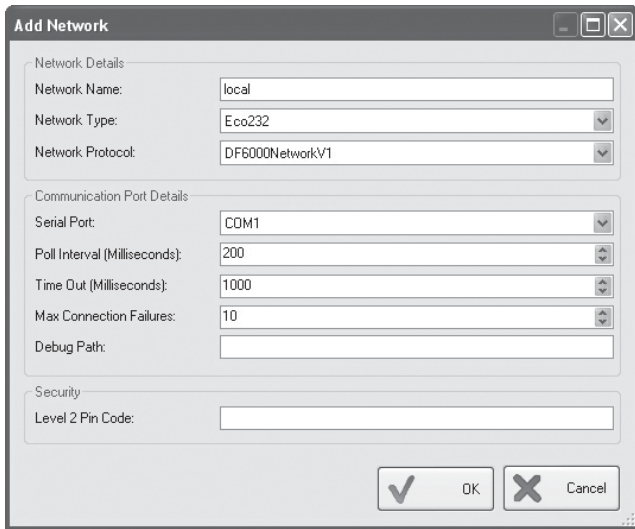 Add Network
Network Details
Network Name: local
Network Type: Eco232
Network Protocol: DF6000NetworkV1
Communication Port Details
Serial Port: COM1
Poll Interval (Milliseconds): 200
Time Out (Milliseconds): 1000
Max Connection Failures: 10
Debug Path:
Security
Level 2 Pin Code:
OK Cancel